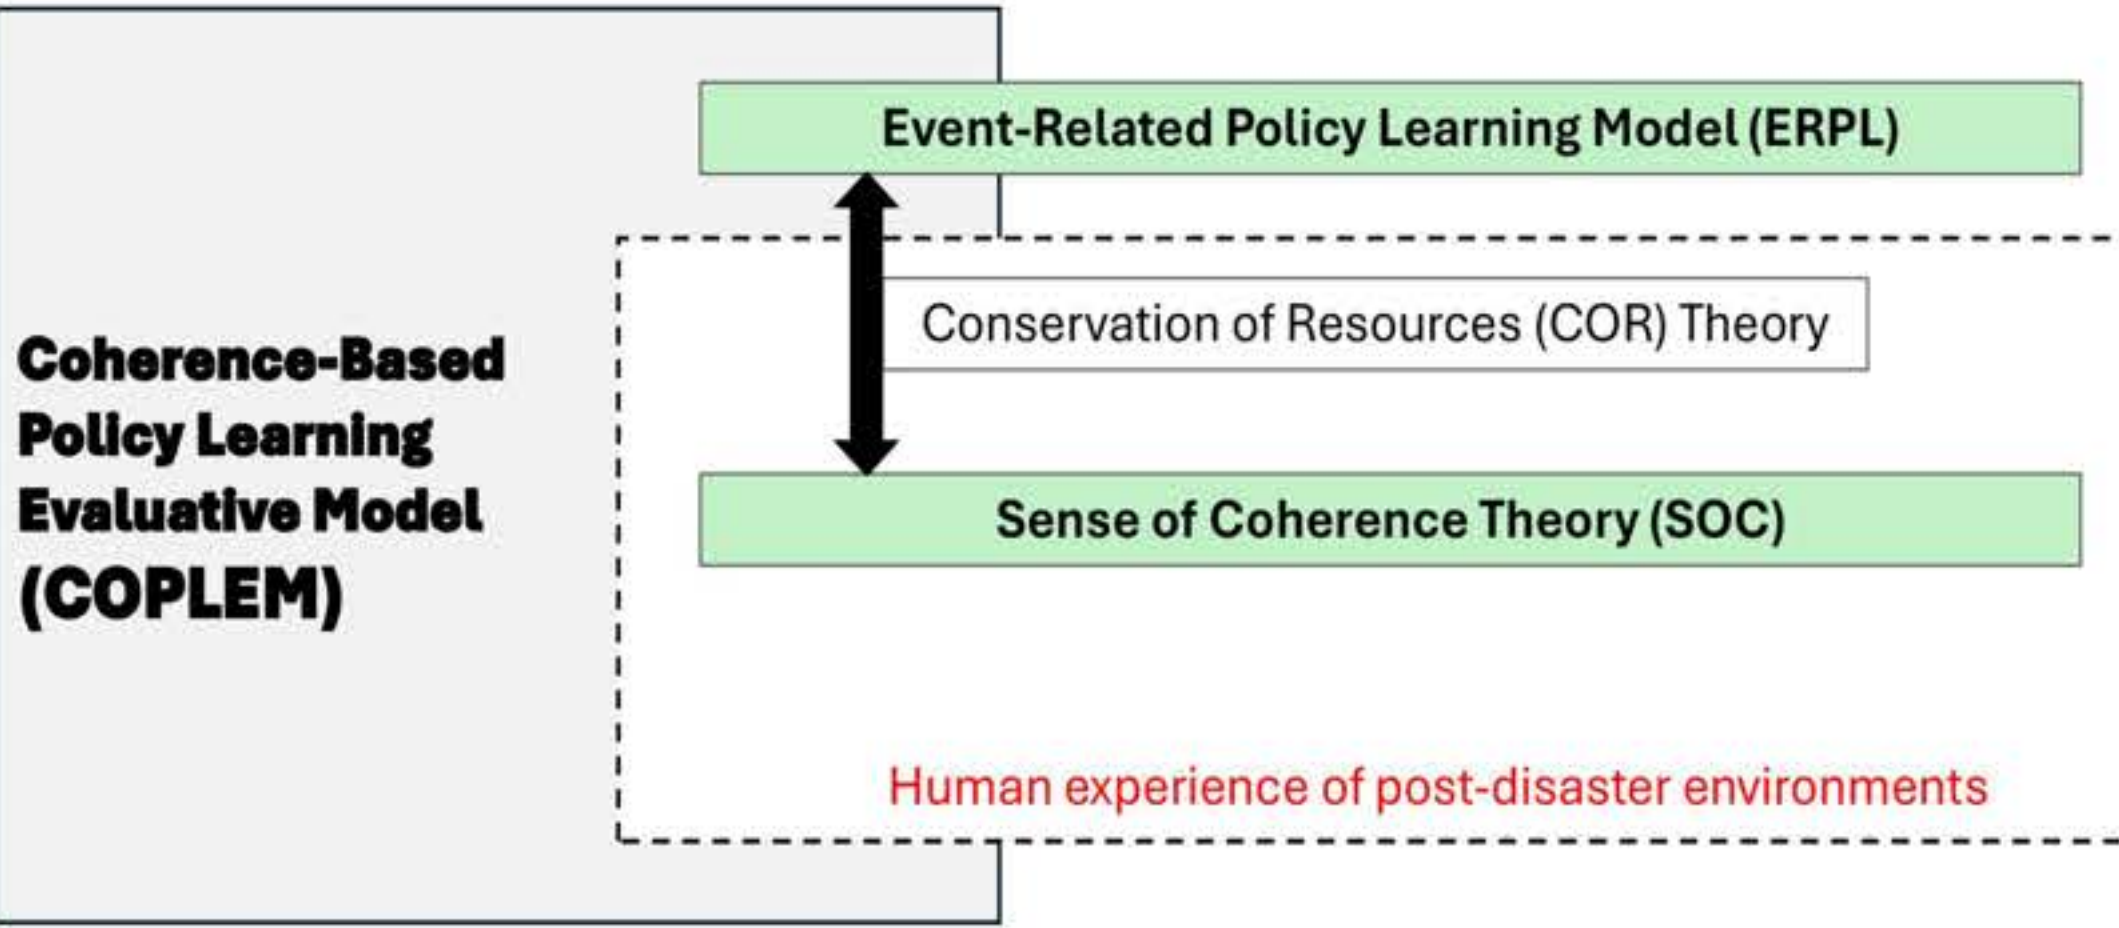 Event-Related Policy Learning Model (ERPL)
Conservation of Resources (COR) Theory
Coherence-Based
Policy Learning
Evaluative Model
(COPLEM)
Sense of Coherence Theory (SOC)
Human experience of post-disaster environments